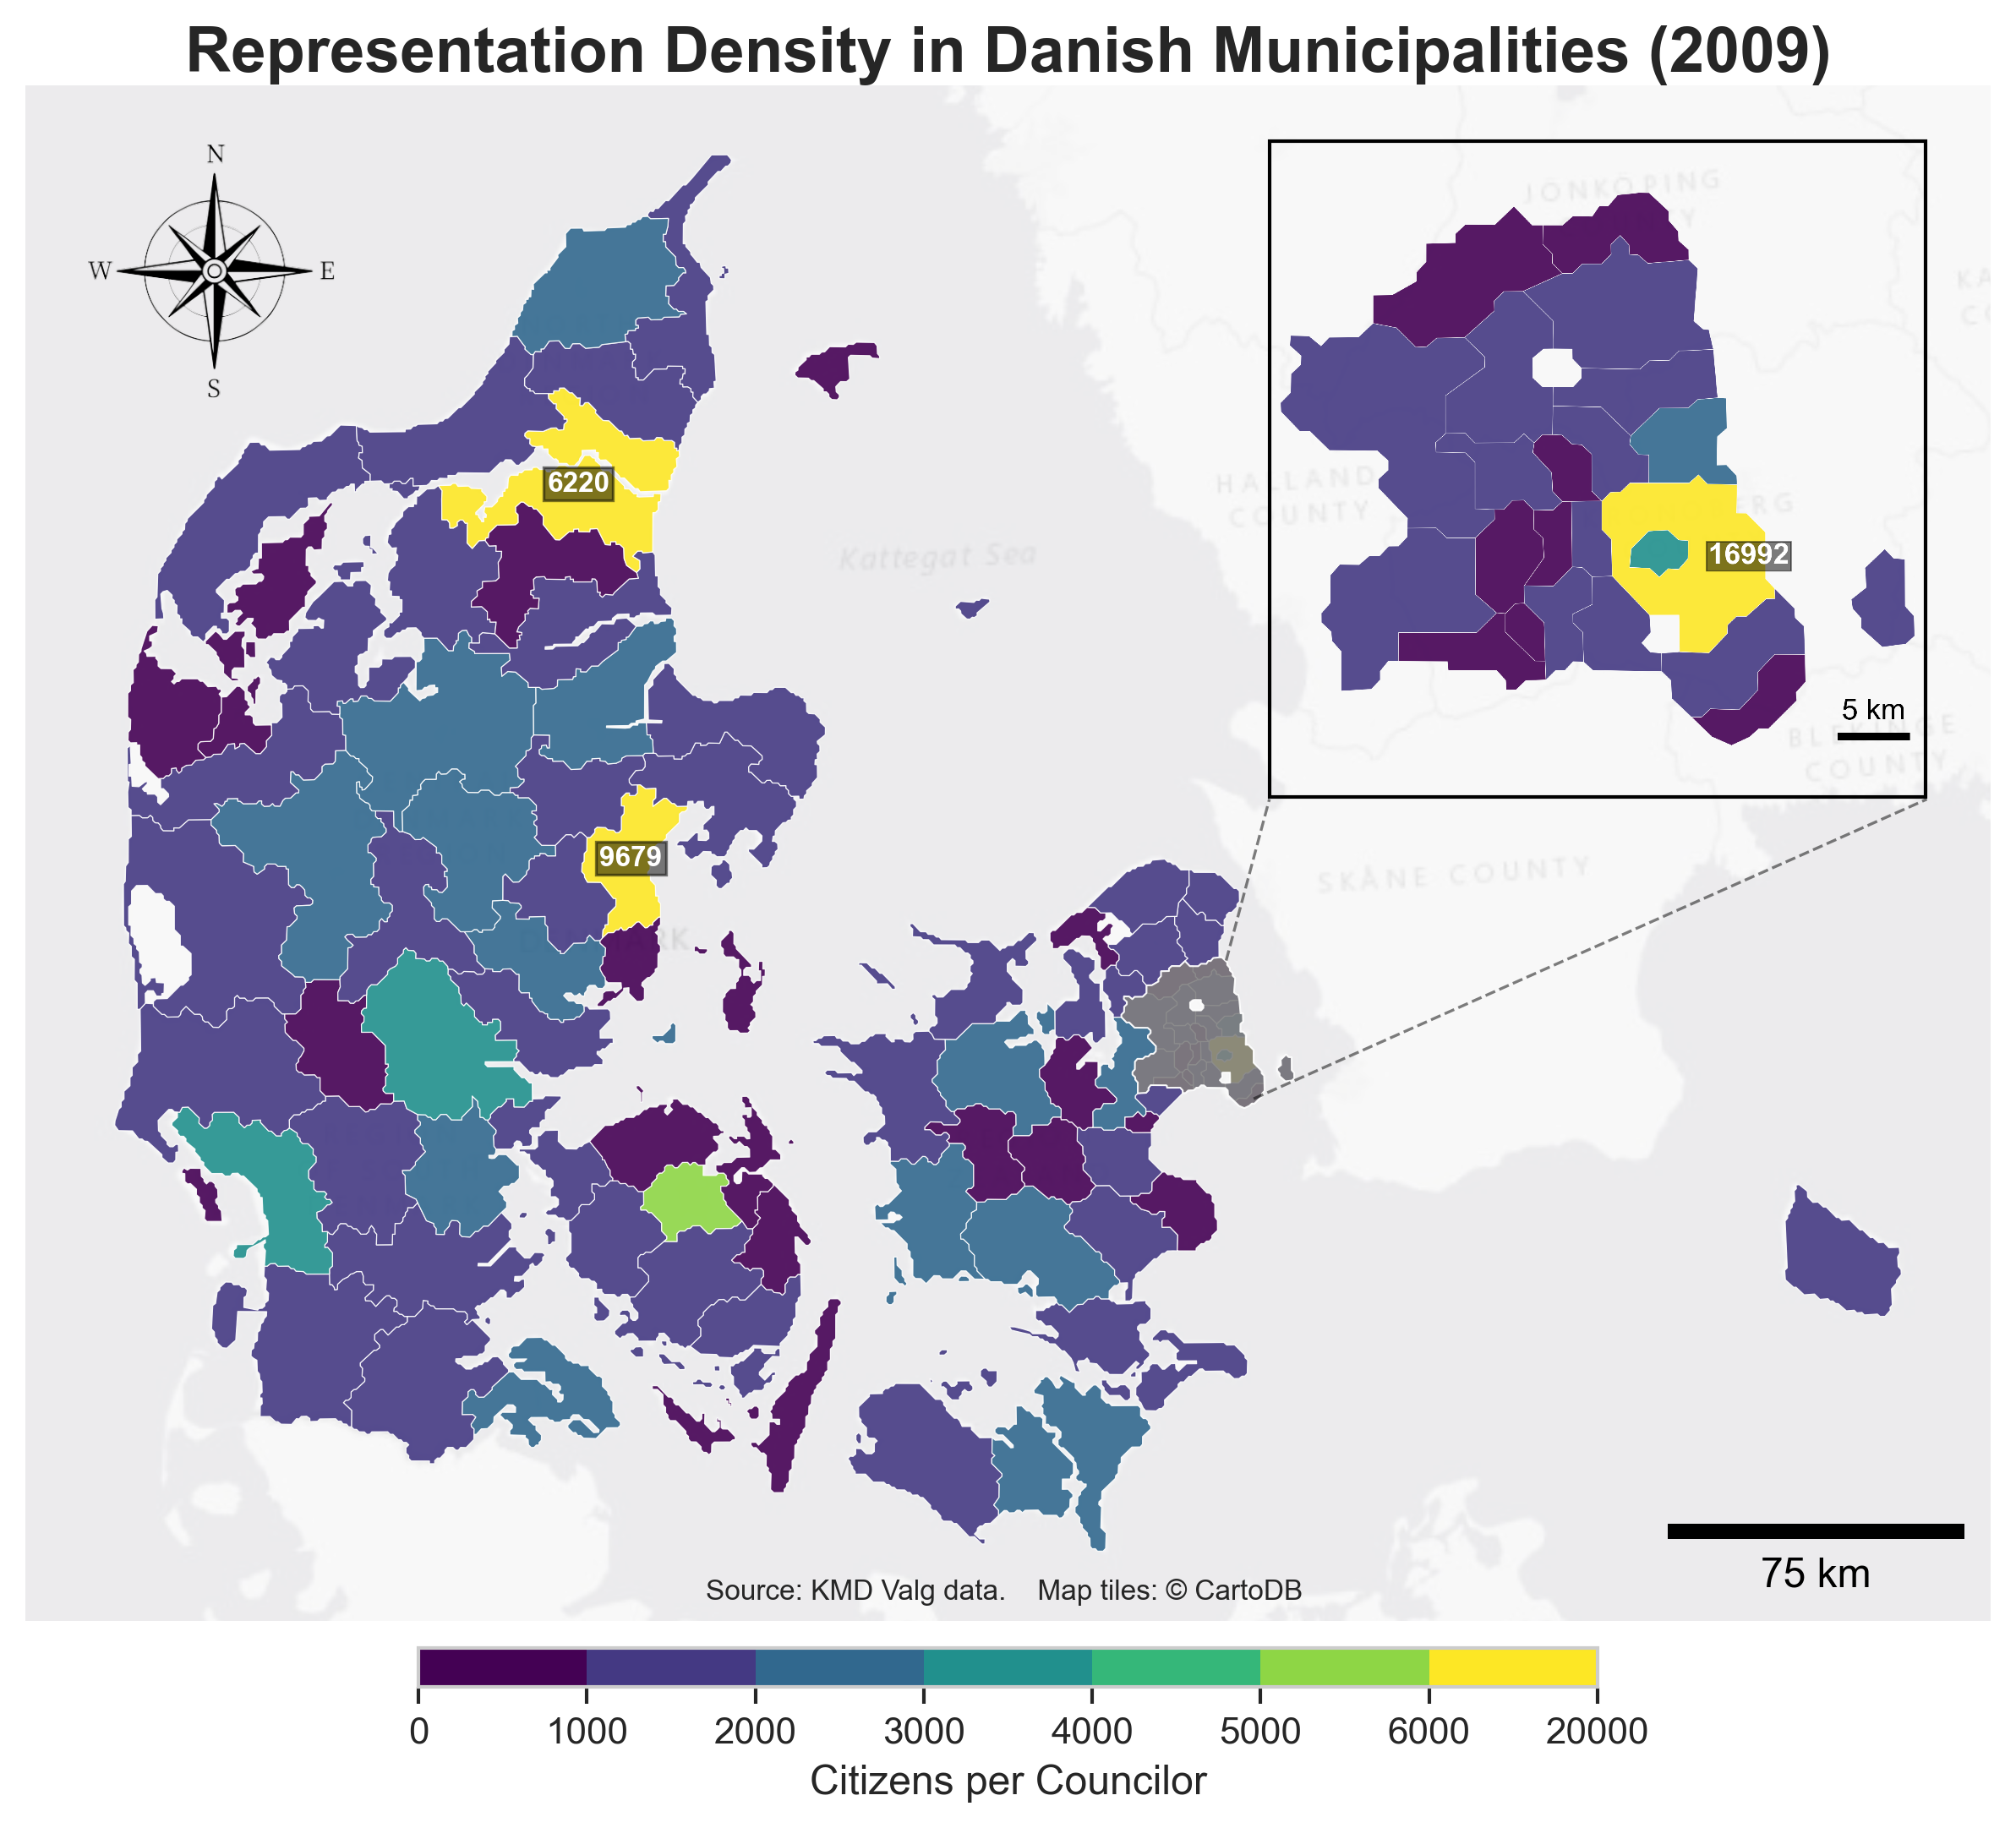 Representation Density in Danish Municipalities (2009)
N
W
E
S
JÖNKÖPING
HALLAND
COUNTY
Kattegat Sea
6220
16992
5 km
BLEKINGE
COUNTY
SKÅNE COUNTY
9679
75 km
Source: KMD Valg data. Map tiles: © CartoDB
0
1000
2000
3000
4000
5000
6000
20000
Citizens per Councilor